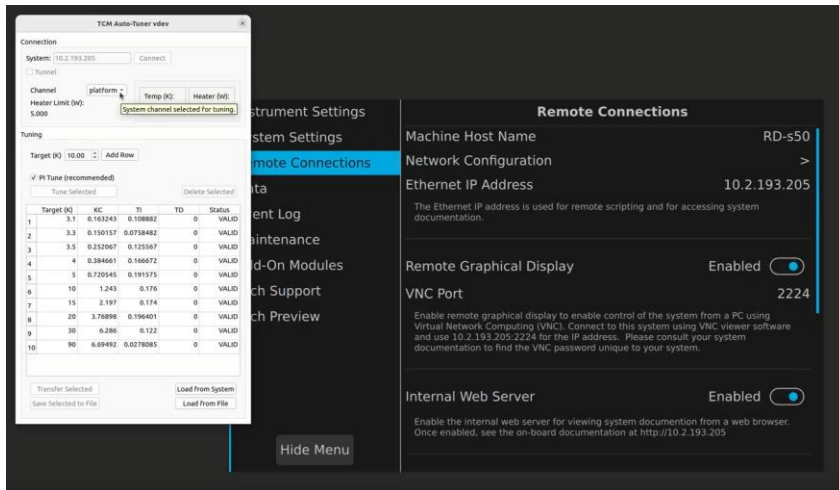 TCM Auto-Tuner vdev
Connection
System: 10.2.193.205 Connect
Tunnel
Channel platform Temp (K): Heater (W):
Heater Limit (W):
5.000
System channel selected for tuning.
Tuning
Target (K) 10.00 Add Row
PI Tune (recommended)
Tune Selected Delete Selected
Target (K) KC TI TD Status
1 3.1 0.163243 0.108882 0 VALID
2 3.3 0.150157 0.0758482 0 VALID
3 3.5 0.252067 0.125567 0 VALID
4 4 0.384661 0.166672 0 VALID
5 5 0.720545 0.191575 0 VALID
6 10 1.243 0.176 0 VALID
7 15 2.197 0.174 0 VALID
8 20 3.76898 0.196401 0 VALID
9 30 6.286 0.122 0 VALID
10 90 6.69492 0.0278085 0 VALID
Transfer Selected Load from System
Save Selected to File Load from File
strument Settings
stem Settings
mote Connections
ta
ent Log
aintenance
d-On Modules
ch Support
ch Preview
Hide Menu
Remote Connections
Machine Host Name RD-s50
Network Configuration >
Ethernet IP Address 10.2.193.205
The Ethernet IP address is used for remote scripting and for accessing system
documentation.
Remote Graphical Display Enabled
VNC Port 2224
Enable remote graphical display to enable control of the system from a PC using
Virtual Network Computing (VNC). Connect to this system using VNC viewer software
and use 10.2.193.205:2224 for the IP address. Please consult your system
documentation to find the VNC password unique to your system.
Internal Web Server Enabled
Enable the internal web server for viewing system documention from a web browser.
Once enabled, see the on-board documentation at http://10.2.193.205